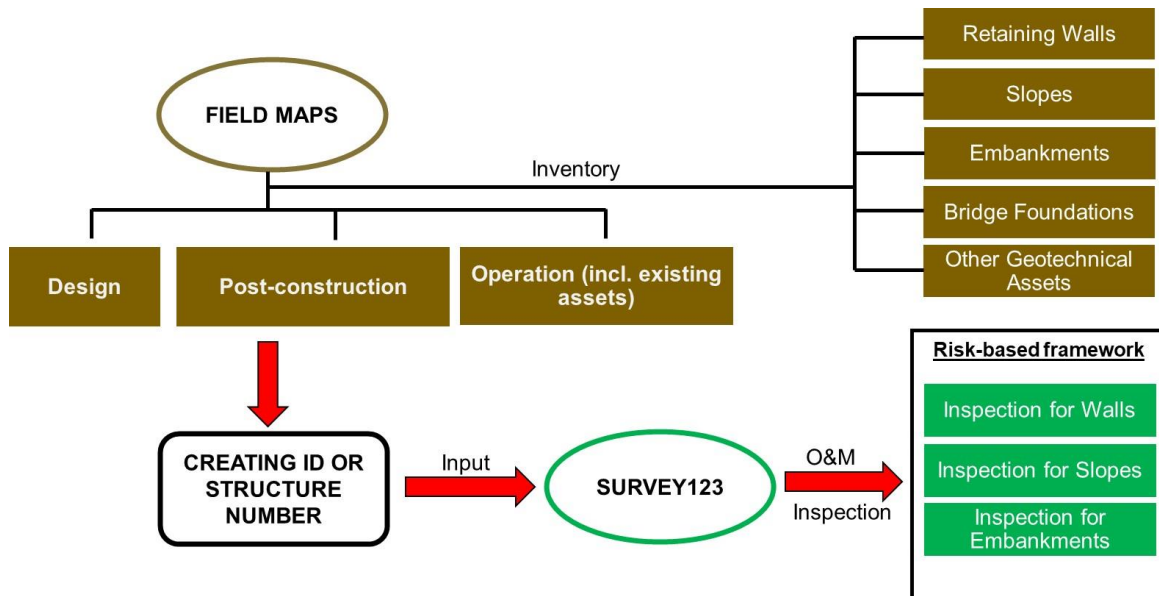 FIELD MAPS
Inventory
Retaining Walls
Slopes
Embankments
Bridge Foundations
Other Geotechnical
Assets
Design
Post-construction
Operation (incl. existing
assets)
CREATING ID OR
STRUCTURE
NUMBER
Input
SURVEY123
O&M
Inspection
Risk-based framework
Inspection for Walls
Inspection for Slopes
Inspection for
Embankments